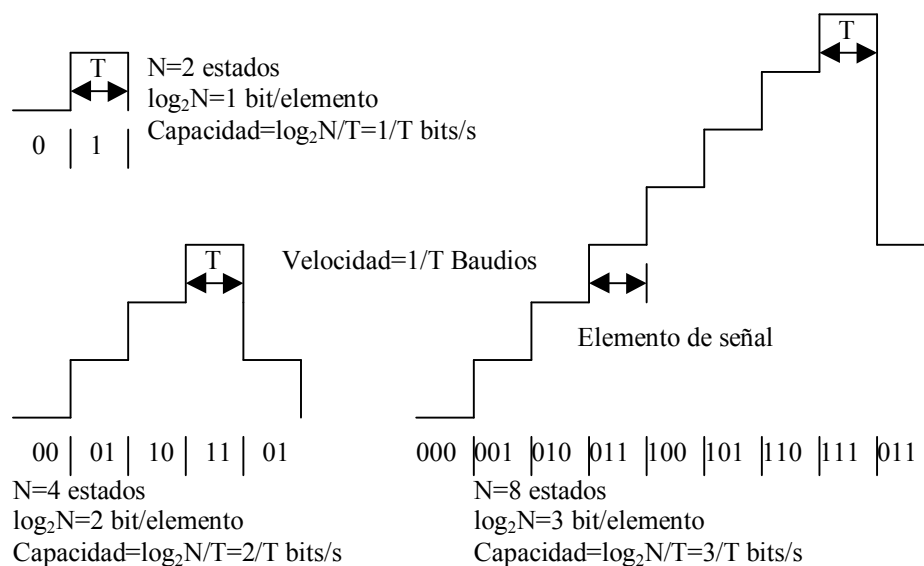 T
N=2 estados
log₂N=1 bit/elemento
Capacidad=log₂N/T=1/T bits/s
0 | 1 |
T
Velocidad=1/T Baudios
T
Elemento de señal
00 | 01 | 10 | 11 | 01
N=4 estados
log₂N=2 bit/elemento
Capacidad=log₂N/T=2/T bits/s
000 |001 |010 |011 |100 |101 |110 |111 |011
N=8 estados
log₂N=3 bit/elemento
Capacidad=log₂N/T=3/T bits/s